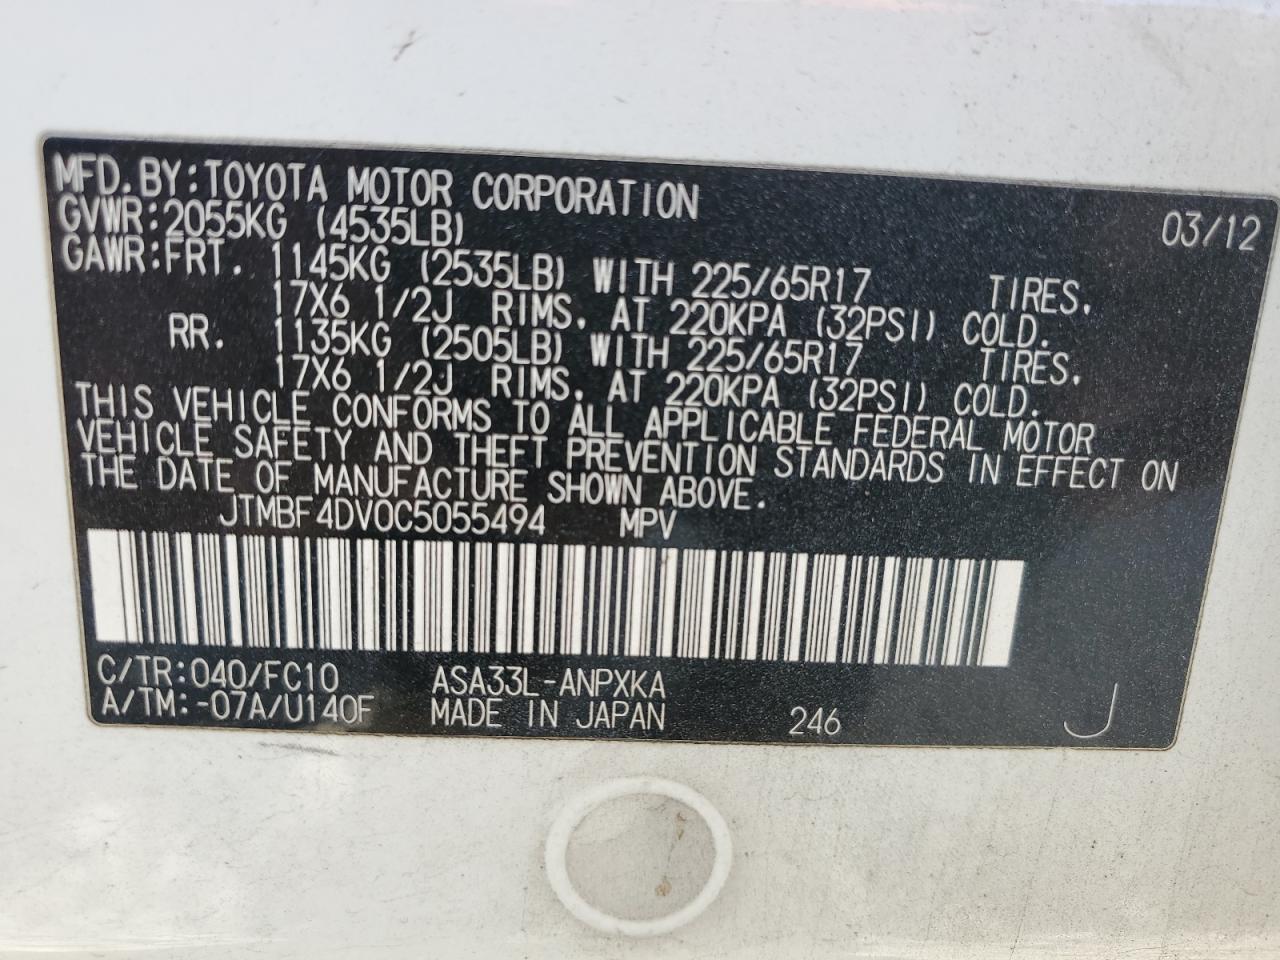 MFD.BY:TOYOTA MOTOR CORPORATION 03/12
GVWR:2055KG (4535LB)
GAWR:FRT. 1145KG (2535LB) WITH 225/65R17 TIRES.
17X6 1/2J RIMS, AT 220KPA (32PSI) COLD.
RR. 1135KG (2505LB) WITH 225/65R17 TIRES,
17X6 1/2J RIMS, AT 220KPA (32PSI) COLD.
THIS VEHICLE CONFORMS TO ALL APPLICABLE FEDERAL MOTOR
VEHICLE SAFETY AND THEFT PREVENTION STANDARDS IN EFFECT ON
THE DATE OF MANUFACTURE SHOWN ABOVE.
JTMBF4DV0C5055494 MPV
C/TR:040/FC10 ASA33L-ANPXKA
A/TM:-07A/U140F MADE IN JAPAN 246 J